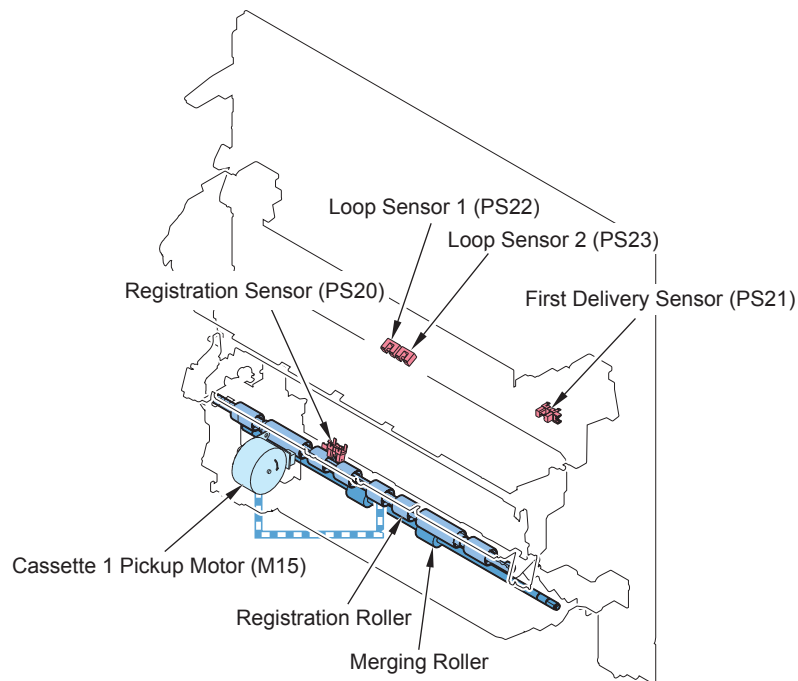 Loop Sensor 1 (PS22)
Loop Sensor 2 (PS23)
Registration Sensor (PS20)
First Delivery Sensor (PS21)
Cassette 1 Pickup Motor (M15)
Registration Roller
Merging Roller